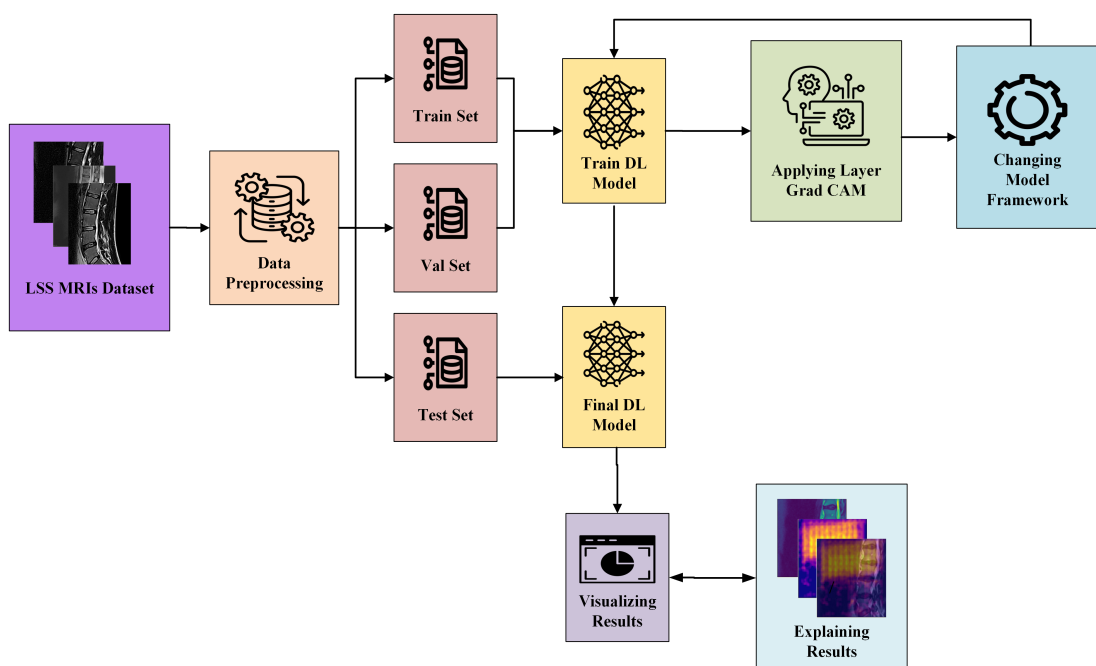 LSS MRIs Dataset
Data
Preprocessing
Train Set
Val Set
Test Set
Train DL
Model
Applying Layer
Grad CAM
Changing
Model
Framework
Final DL
Model
Visualizing
Results
Explaining
Results